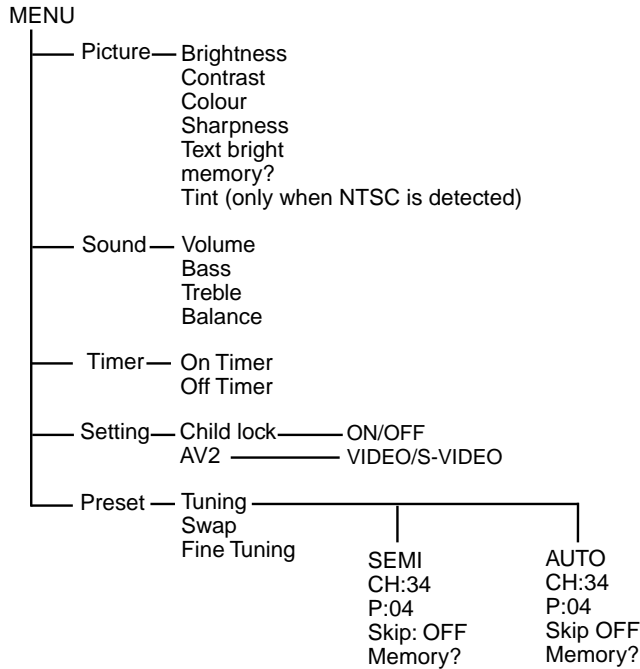 MENU
Picture Brightness
Contrast
Colour
Sharpness
Text bright
memory?
Tint (only when NTSC is detected)
Sound Volume
Bass
Treble
Balance
Timer On Timer
Off Timer
Setting Child lock ON/OFF
AV2 VIDEO/S-VIDEO
Preset Tuning
Swap
Fine Tuning
SEMI
CH:34
P:04
Skip: OFF
Memory?
AUTO
CH:34
P:04
Skip OFF
Memory?